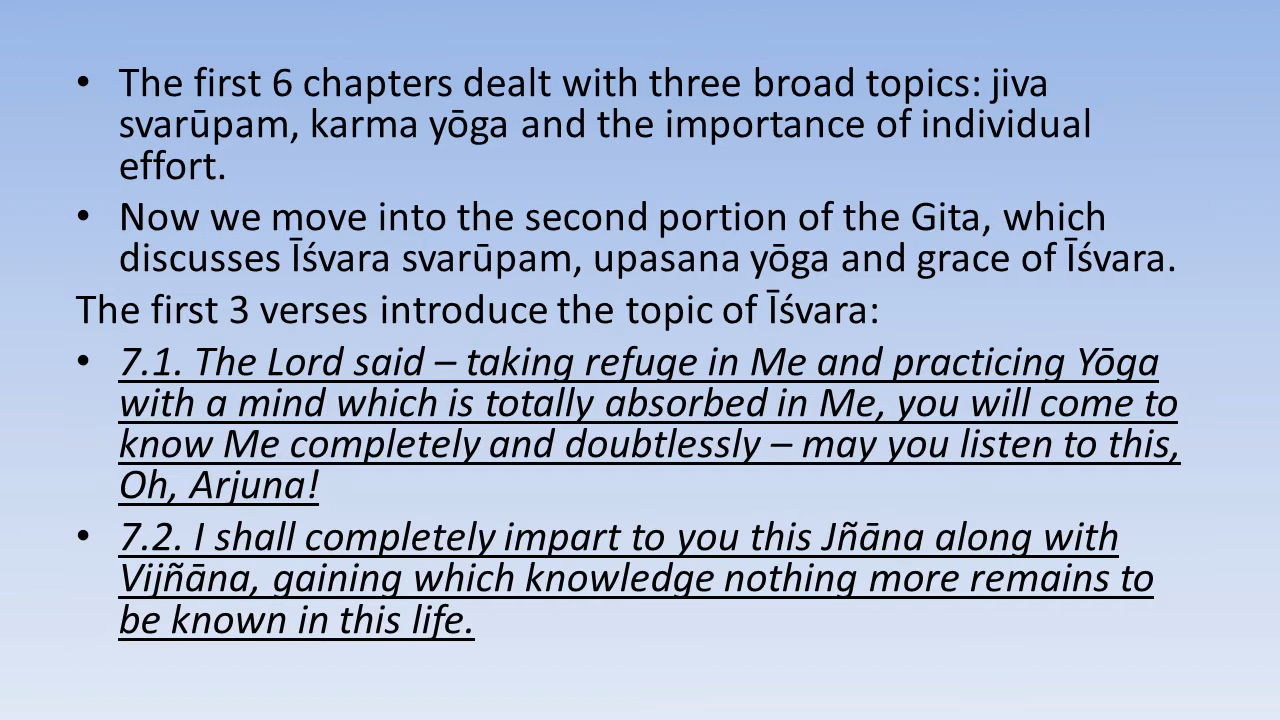 • The first 6 chapters dealt with three broad topics: jiva
svarūpam, karma yōga and the importance of individual
effort.
• Now we move into the second portion of the Gita, which
discusses Īśvara svarūpam, upasana yōga and grace of Īśvara.
The first 3 verses introduce the topic of Īśvara:
• 7.1. The Lord said – taking refuge in Me and practicing Yōga
with a mind which is totally absorbed in Me, you will come to
know Me completely and doubtlessly – may you listen to this,
Oh, Arjuna!
• 7.2. I shall completely impart to you this Jñāna along with
Vijñāna, gaining which knowledge nothing more remains to
be known in this life.